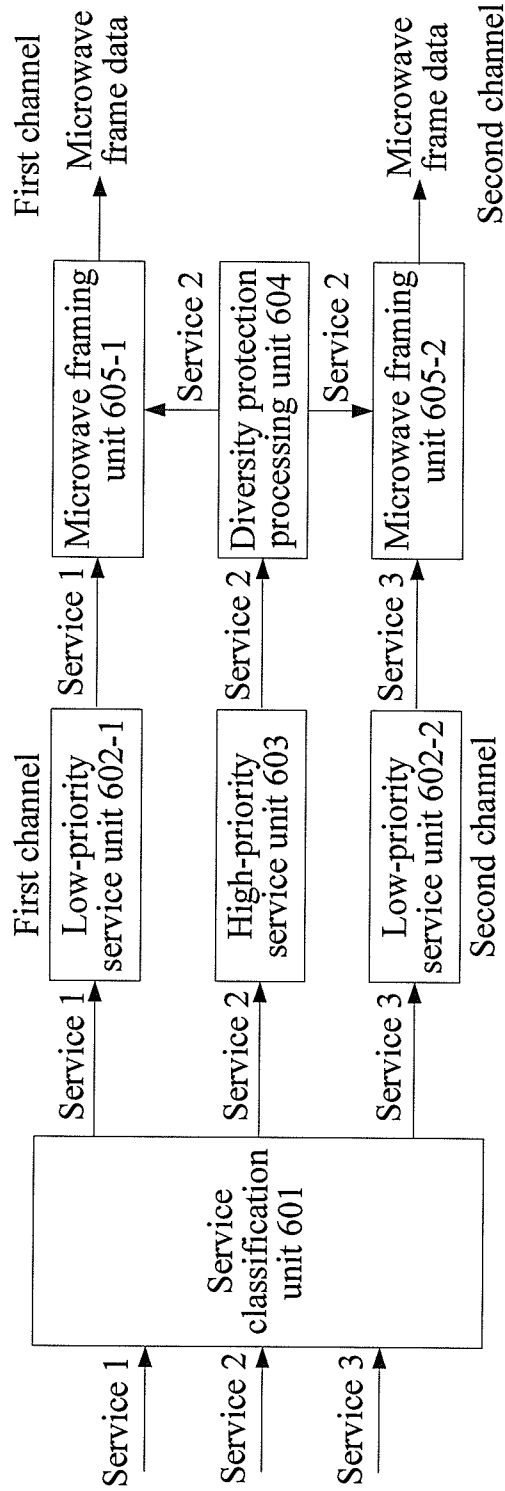 Service 1
Service 2
Service 3
Service
classification
unit 601
Service 1
Service 2
Service 3
First channel
Low-priority
service unit 602-1
High-priority
service unit 603
Low-priority
service unit 602-2
Second channel
Service 1
Service 2
Service 3
Microwave framing
unit 605-1
Service 2
Diversity protection
processing unit 604
Service 2
Microwave framing
unit 605-2
First channel
Microwave
frame data
Microwave
frame data
Second channel